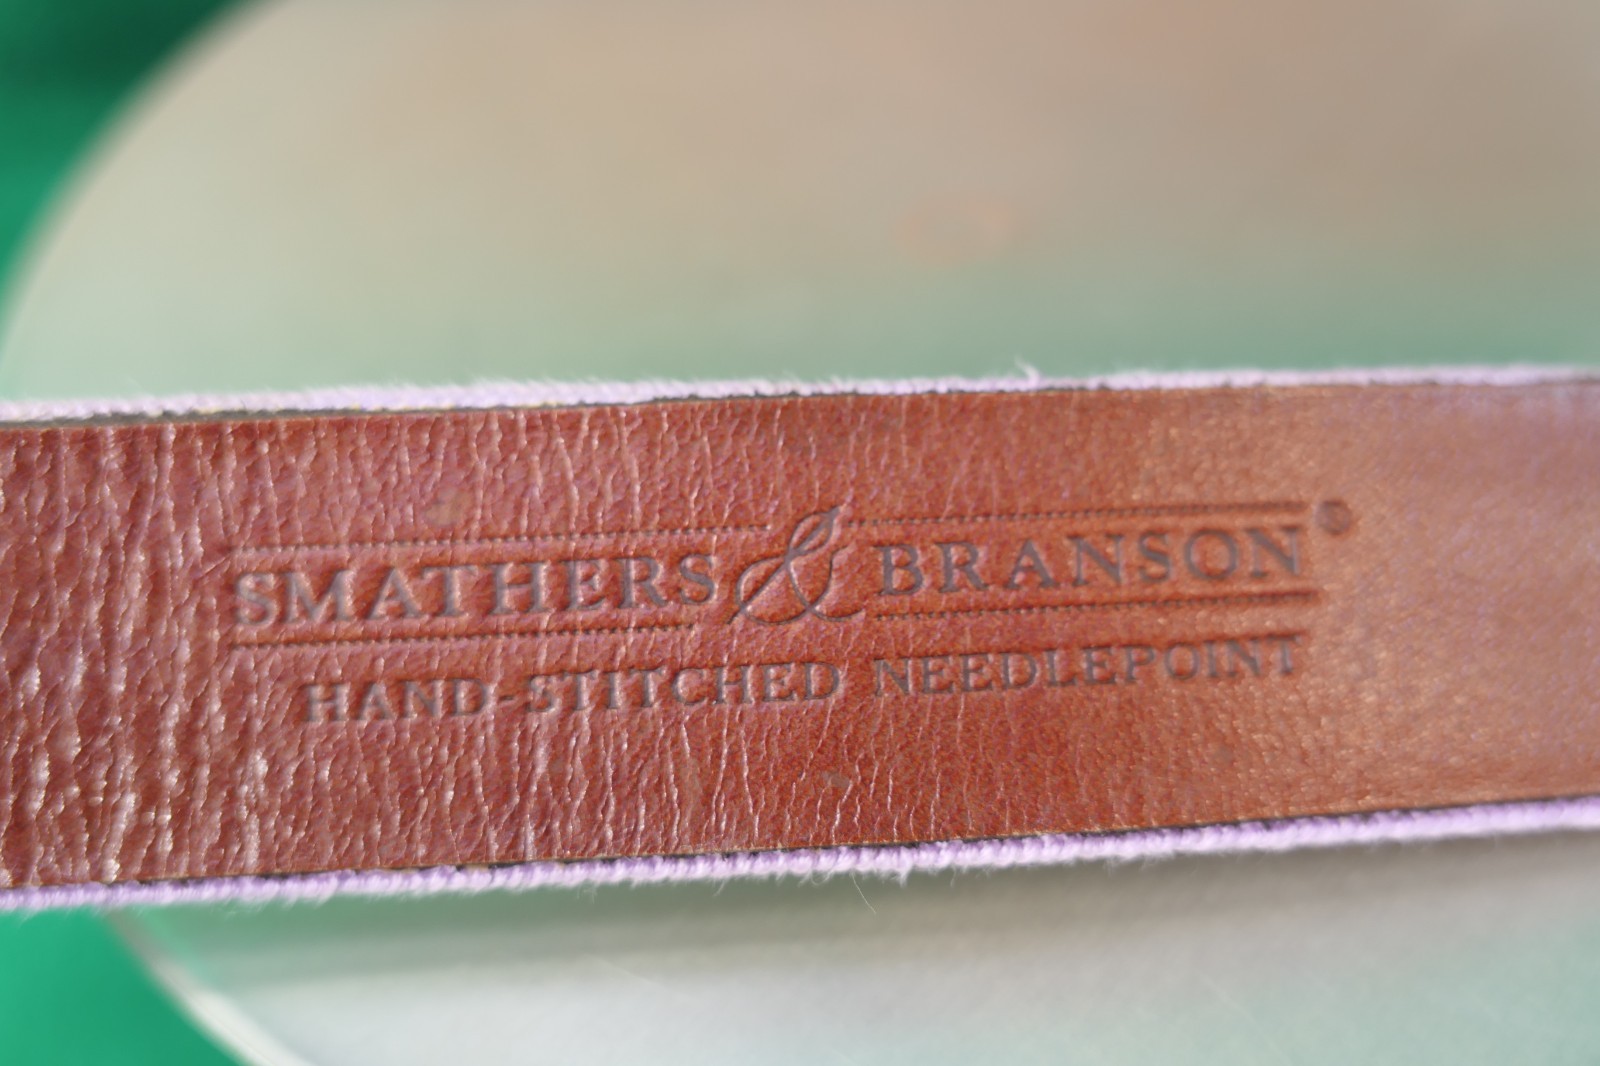 SMATHERS & BRANSON®
HAND-STITCHED NEEDLEPOINT